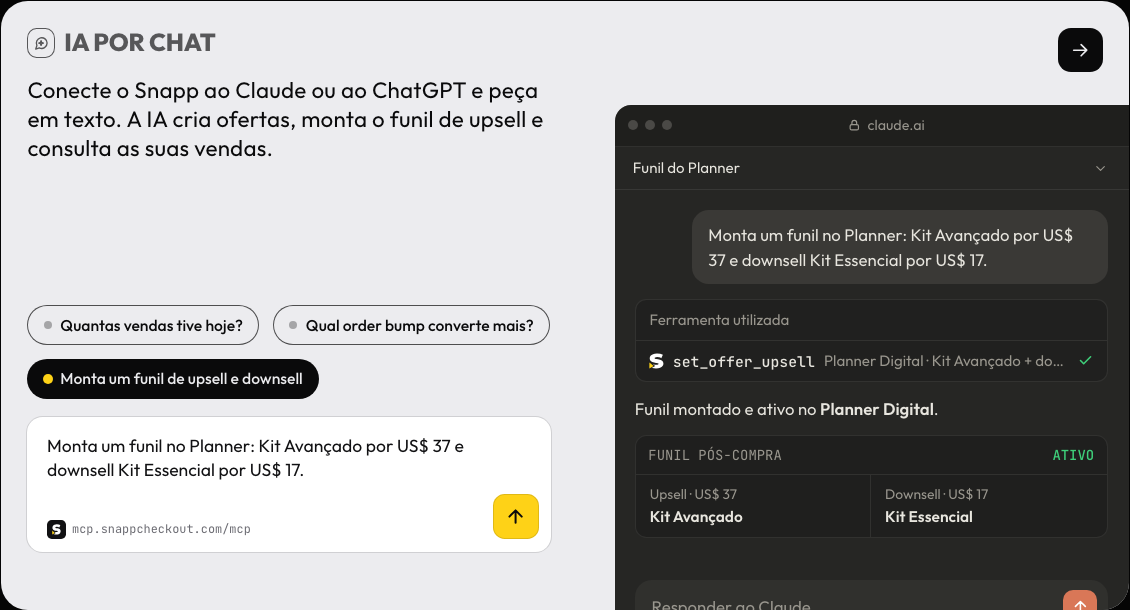 IA POR CHAT
Conecte o Snapp ao Claude ou ao ChatGPT e peça
em texto. A IA cria ofertas, monta o funil de upsell e
consulta as suas vendas.
Quantas vendas tive hoje?
Qual order bump converte mais?
Monta um funil de upsell e downsell
Monta um funil no Planner: Kit Avançado por US$ 37 e
downsell Kit Essencial por US$ 17.
S mcp.snappcheckout.com/mcp
claude.ai
Funil do Planner
Monta um funil no Planner: Kit Avançado por US$
37 e downsell Kit Essencial por US$ 17.
Ferramenta utilizada
S set_offer_upsell Planner Digital · Kit Avançado + do...
Funil montado e ativo no Planner Digital.
FUNIL PÓS-COMPRA ATIVO
Upsell · US$ 37
Kit Avançado
Downsell · US$ 17
Kit Essencial
Responder ao Claude